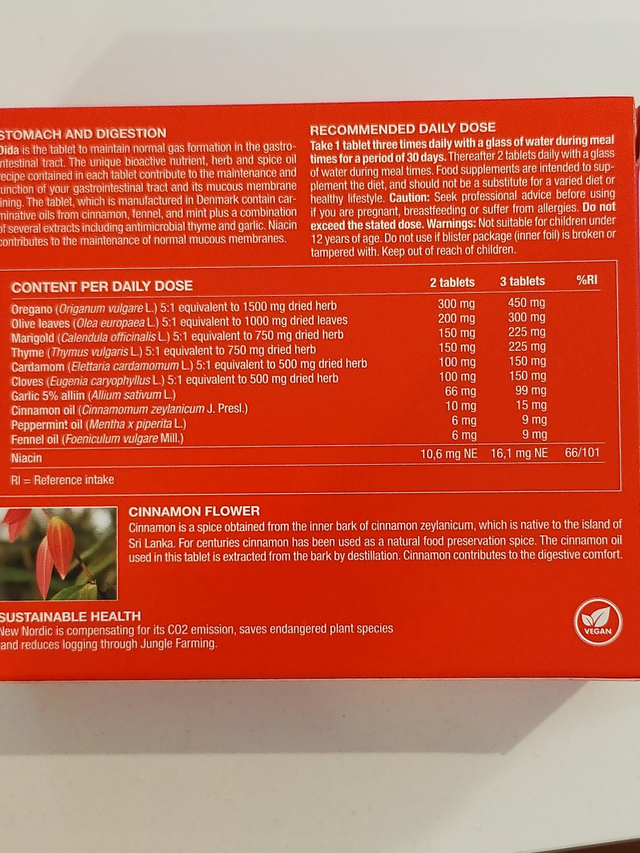 STOMACH AND DIGESTION
Dida is the tablet to maintain normal gas formation in the gastro-
intestinal tract. The unique bioactive nutrient, herb and spice oil
recipe contained in each tablet contribute to the maintenance and
function of your gastrointestinal tract and its mucous membrane
lining. The tablet, which is manufactured in Denmark contain car-
minative oils from cinnamon, fennel, and mint plus a combination
of several extracts including antimicrobial thyme and garlic. Niacin
contributes to the maintenance of normal mucous membranes.
RECOMMENDED DAILY DOSE
Take 1 tablet three times daily with a glass of water during meal
times for a period of 30 days. Thereafter 2 tablets daily with a glass
of water during meal times. Food supplements are intended to sup-
plement the diet, and should not be a substitute for a varied diet or
healthy lifestyle. Caution: Seek professional advice before using
if you are pregnant, breastfeeding or suffer from allergies. Do not
exceed the stated dose. Warnings: Not suitable for children under
12 years of age. Do not use if blister package (inner foil) is broken or
tampered with. Keep out of reach of children.
CONTENT PER DAILY DOSE 2 tablets 3 tablets %RI
Oregano (Origanum vulgare L.) 5:1 equivalent to 1500 mg dried herb 300 mg 450 mg
Olive leaves (Olea europaea L.) 5:1 equivalent to 1000 mg dried leaves 200 mg 300 mg
Marigold (Calendula officinalis L.) 5:1 equivalent to 750 mg dried herb 150 mg 225 mg
Thyme (Thymus vulgaris L.) 5:1 equivalent to 750 mg dried herb 150 mg 225 mg
Cardamom (Elettaria cardamomum L.) 5:1 equivalent to 500 mg dried herb 100 mg 150 mg
Cloves (Eugenia caryophyllus L.) 5:1 equivalent to 500 mg dried herb 100 mg 150 mg
Garlic 5% alliin (Allium sativum L.) 66 mg 99 mg
Cinnamon oil (Cinnamomum zeylanicum J. Presl.) 10 mg 15 mg
Peppermint oil (Mentha x piperita L.) 6 mg 9 mg
Fennel oil (Foeniculum vulgare Mill.) 6 mg 9 mg
Niacin 10,6 mg NE 16,1 mg NE 66/101
RI = Reference intake
CINNAMON FLOWER
Cinnamon is a spice obtained from the inner bark of cinnamon zeylanicum, which is native to the island of
Sri Lanka. For centuries cinnamon has been used as a natural food preservation spice. The cinnamon oil
used in this tablet is extracted from the bark by destillation. Cinnamon contributes to the digestive comfort.
SUSTAINABLE HEALTH
New Nordic is compensating for its CO2 emission, saves endangered plant species
and reduces logging through Jungle Farming.
VEGAN